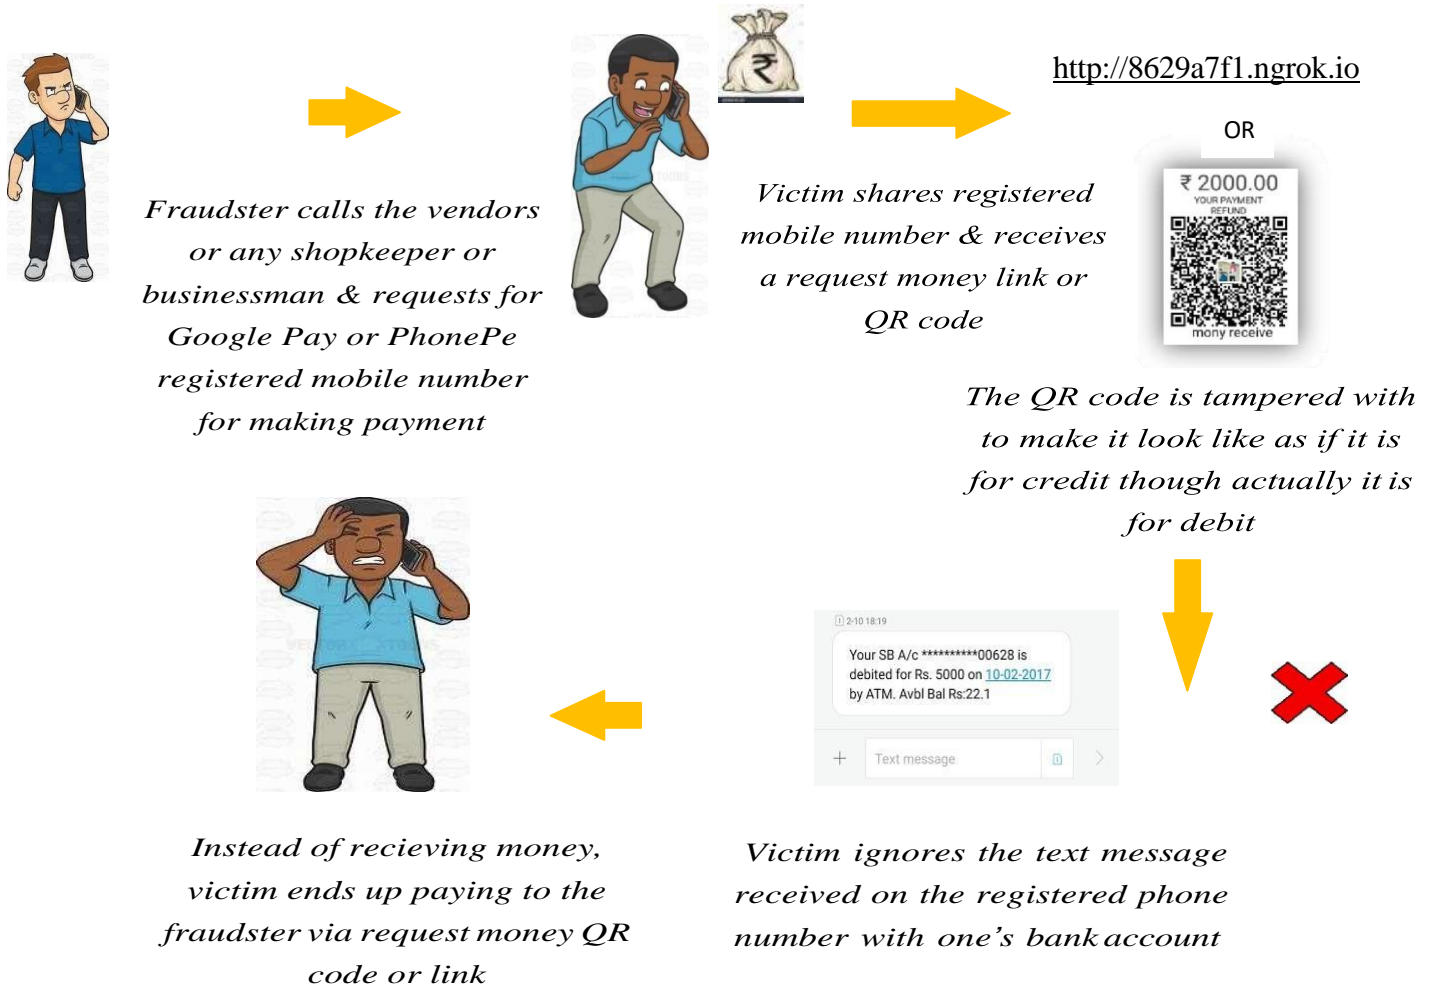 Fraudster calls the vendors
or any shopkeeper or
businessman & requests for
Google Pay or PhonePe
registered mobile number
for making payment
₹
Victim shares registered
mobile number & receives
a request money link or
QR code
http://8629a7f1.ngrok.io
OR
₹ 2000.00
YOUR PAYMENT
REFUND
mony receive
The QR code is tampered with
to make it look like as if it is
for credit though actually it is
for debit
2-10 18:19
Your SB A/c **********00628 is
debited for Rs. 5000 on 10-02-2017
by ATM. Avbl Bal Rs:22.1
+ Text message 1 >
Victim ignores the text message
received on the registered phone
number with one’s bank account
Instead of recieving money,
victim ends up paying to the
fraudster via request money QR
code or link